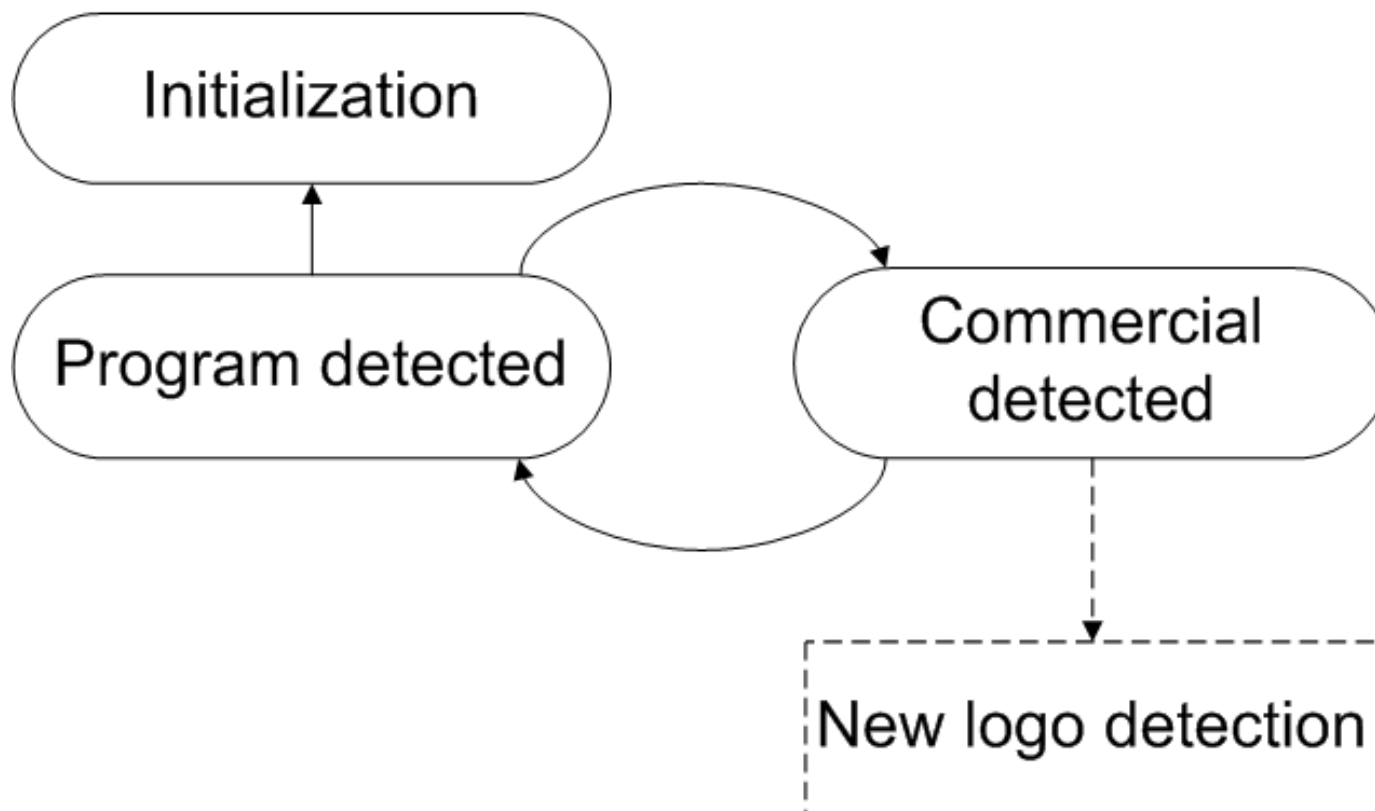 Initialization
Program detected
Commercial
detected
New logo detection